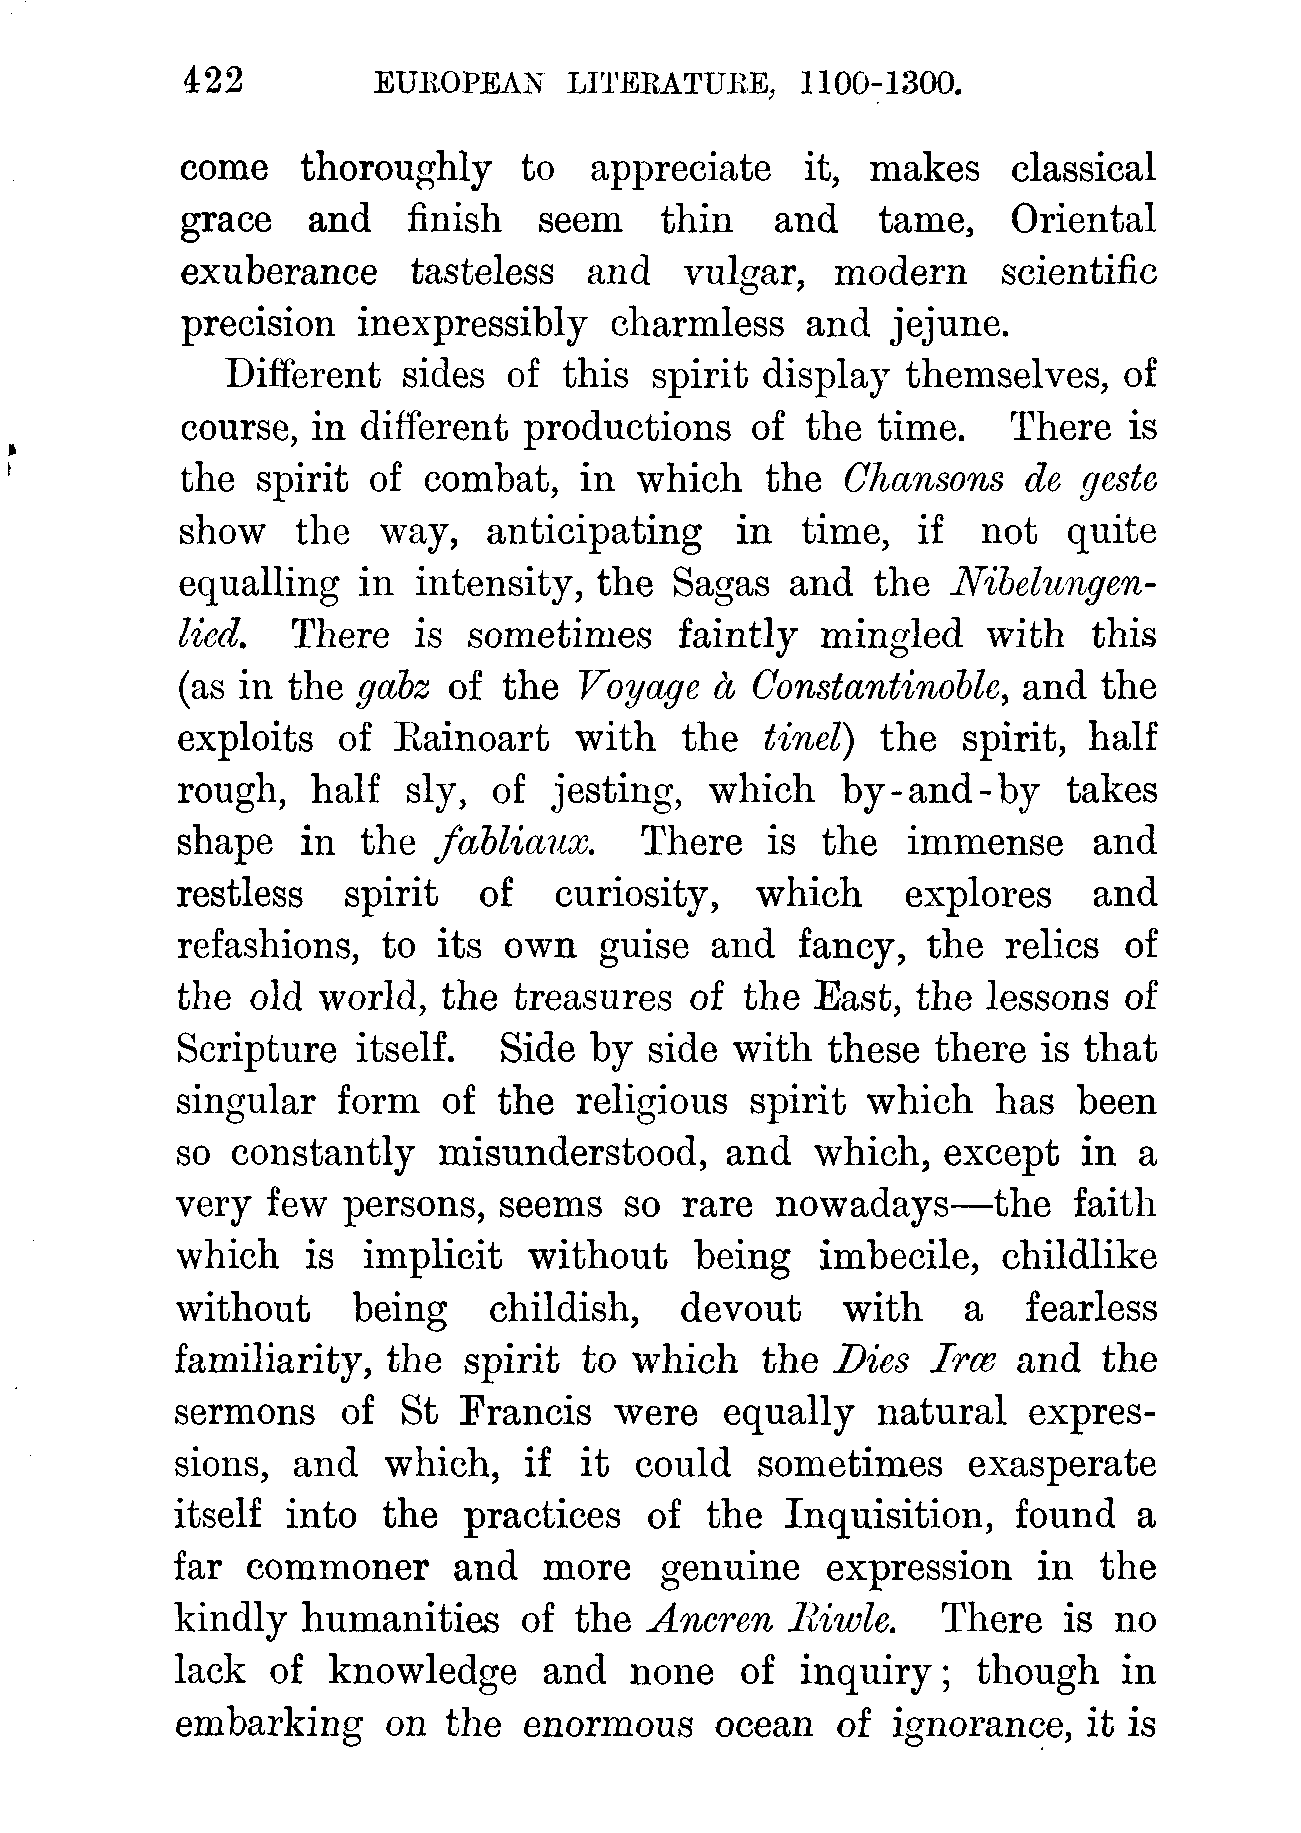 422 EUROPEAN LITERATURE, 1100-1300.
come thoroughly to appreciate it, makes classical
grace and finish seem thin and tame, Oriental
exuberance tasteless and vulgar, modern scientific
precision inexpressibly charmless and jejune.
Different sides of this spirit display themselves, of
course, in different productions of the time. There is
the spirit of combat, in which the Chansons de geste
show the way, anticipating in time, if not quite
equalling in intensity, the Sagas and the Nibelungen-
lied. There is sometimes faintly mingled with this
(as in the gabz of the Voyage à Constantinoble, and the
exploits of Rainoart with the tinel) the spirit, half
rough, half sly, of jesting, which by-and-by takes
shape in the fabliaux. There is the immense and
restless spirit of curiosity, which explores and
refashions, to its own guise and fancy, the relics of
the old world, the treasures of the East, the lessons of
Scripture itself. Side by side with these there is that
singular form of the religious spirit which has been
so constantly misunderstood, and which, except in a
very few persons, seems so rare nowadays—the faith
which is implicit without being imbecile, childlike
without being childish, devout with a fearless
familiarity, the spirit to which the Dies Iræ and the
sermons of St Francis were equally natural expres-
sions, and which, if it could sometimes exasperate
itself into the practices of the Inquisition, found a
far commoner and more genuine expression in the
kindly humanities of the Ancren Riwle. There is no
lack of knowledge and none of inquiry; though in
embarking on the enormous ocean of ignorance, it is